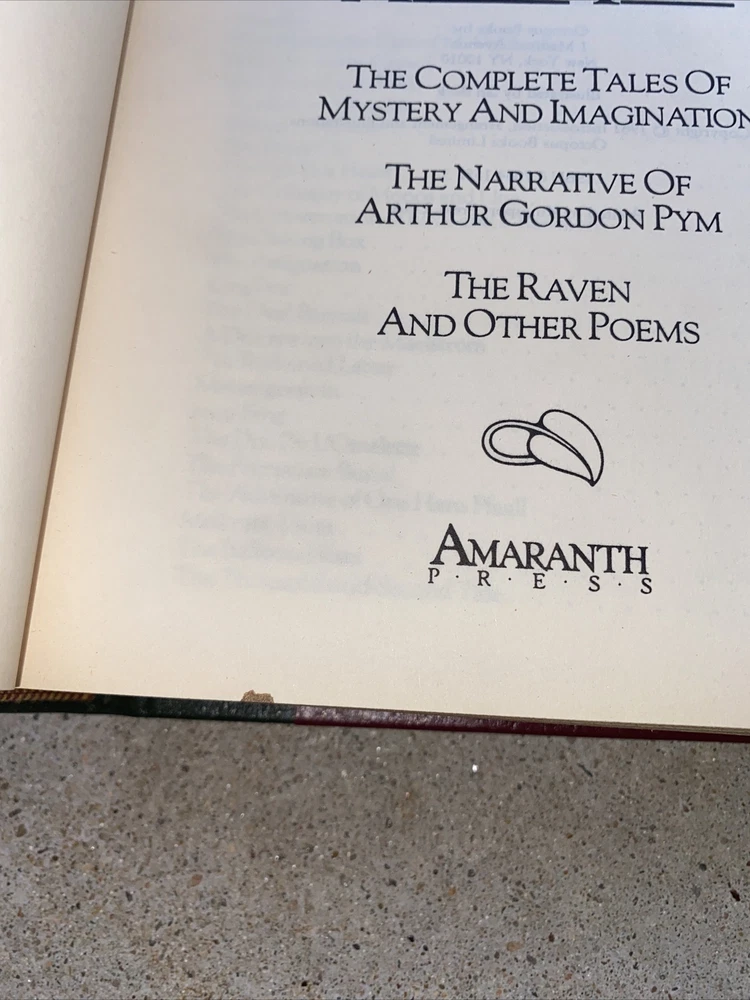 THE COMPLETE TALES OF
MYSTERY AND IMAGINATION
THE NARRATIVE OF
ARTHUR GORDON PYM
THE RAVEN
AND OTHER POEMS
AMARANTH
P·R·E·S·S